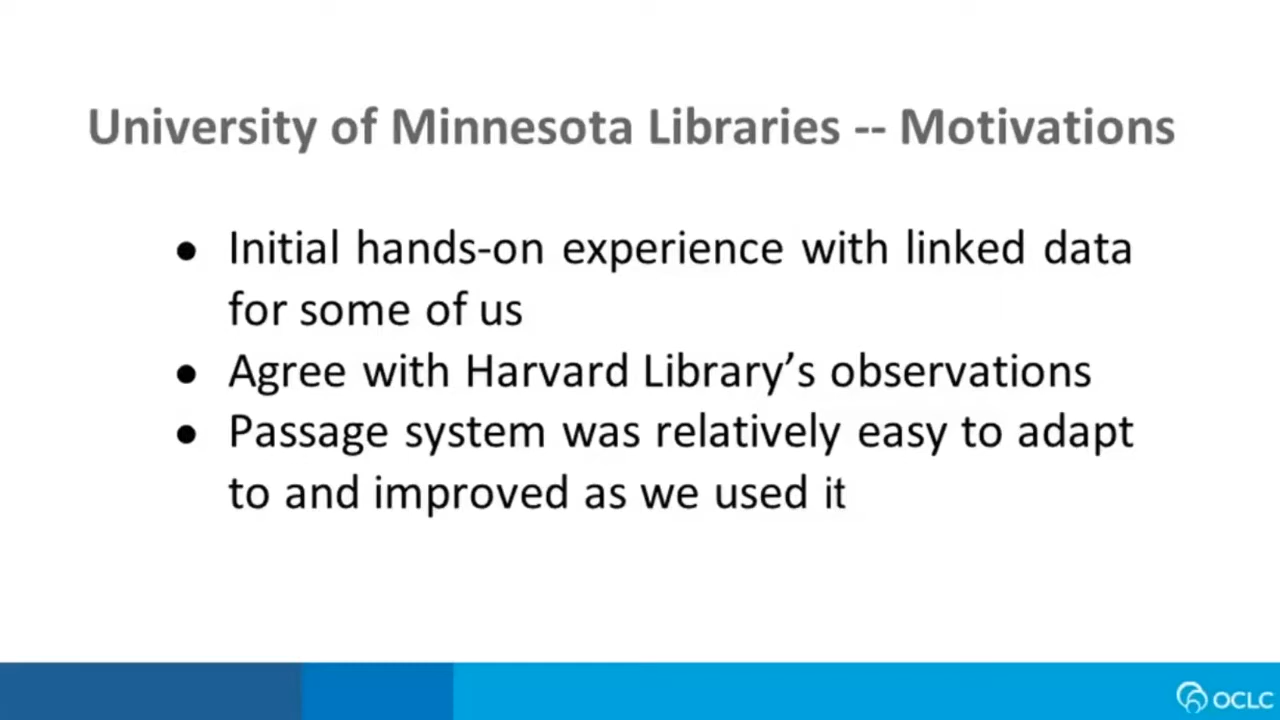 University of Minnesota Libraries -- Motivations
● Initial hands-on experience with linked data
for some of us
● Agree with Harvard Library’s observations
● Passage system was relatively easy to adapt
to and improved as we used it
OCLC